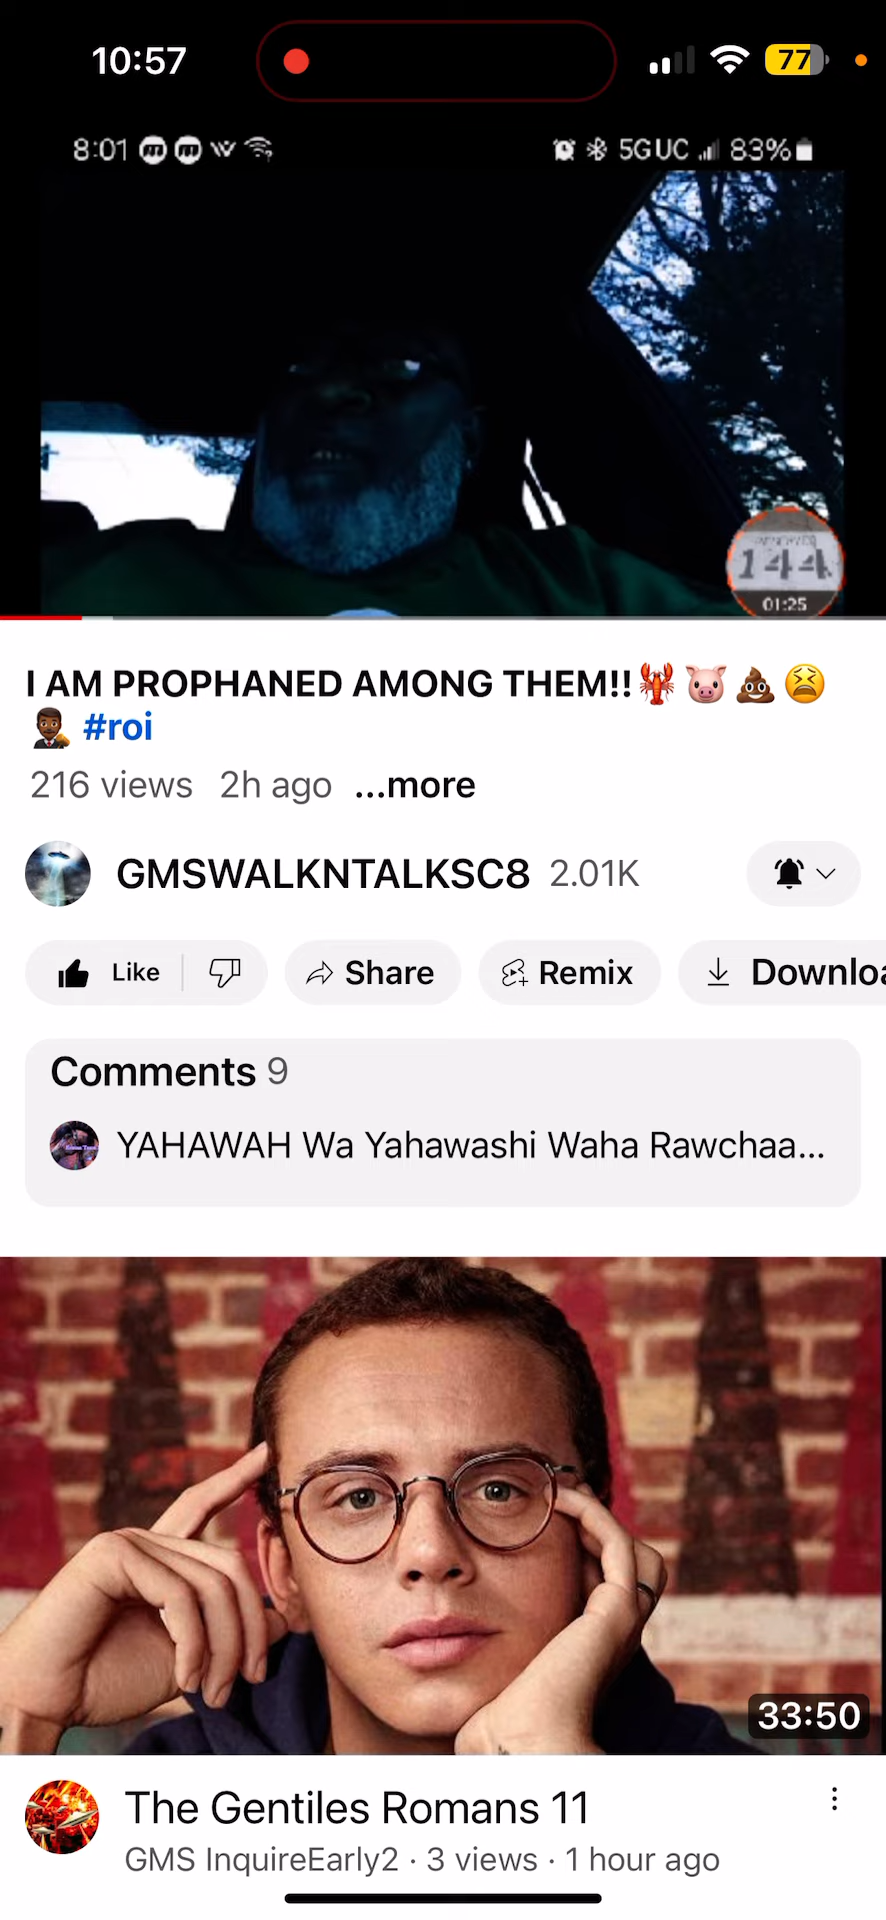 10:57
77
8:01
5G UC 83%
144
01:25
I AM PROPHANED AMONG THEM!!🦞🐷💩😫
👨🏾‍⚖️ #roi
216 views 2h ago ...more
GMSWALKNTALKSC8 2.01K
Like Share Remix Downloa
Comments 9
YAHAWAH Wa Yahawashi Waha Rawchaa...
33:50
The Gentiles Romans 11
GMS InquireEarly2 · 3 views · 1 hour ago